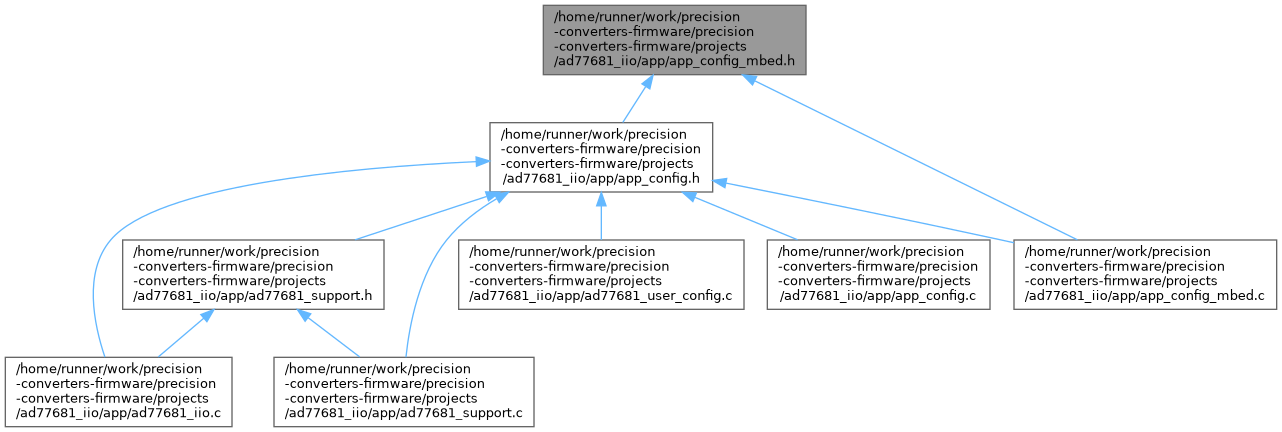 /home/runner/work/precision
-converters-firmware/precision
-converters-firmware/projects
/ad77681_iio/app/app_config_mbed.h
/home/runner/work/precision
-converters-firmware/precision
-converters-firmware/projects
/ad77681_iio/app/app_config.h
/home/runner/work/precision
-converters-firmware/precision
-converters-firmware/projects
/ad77681_iio/app/ad77681_support.h
/home/runner/work/precision
-converters-firmware/precision
-converters-firmware/projects
/ad77681_iio/app/ad77681_user_config.c
/home/runner/work/precision
-converters-firmware/precision
-converters-firmware/projects
/ad77681_iio/app/app_config.c
/home/runner/work/precision
-converters-firmware/precision
-converters-firmware/projects
/ad77681_iio/app/app_config_mbed.c
/home/runner/work/precision
-converters-firmware/precision
-converters-firmware/projects
/ad77681_iio/app/ad77681_iio.c
/home/runner/work/precision
-converters-firmware/precision
-converters-firmware/projects
/ad77681_iio/app/ad77681_support.c